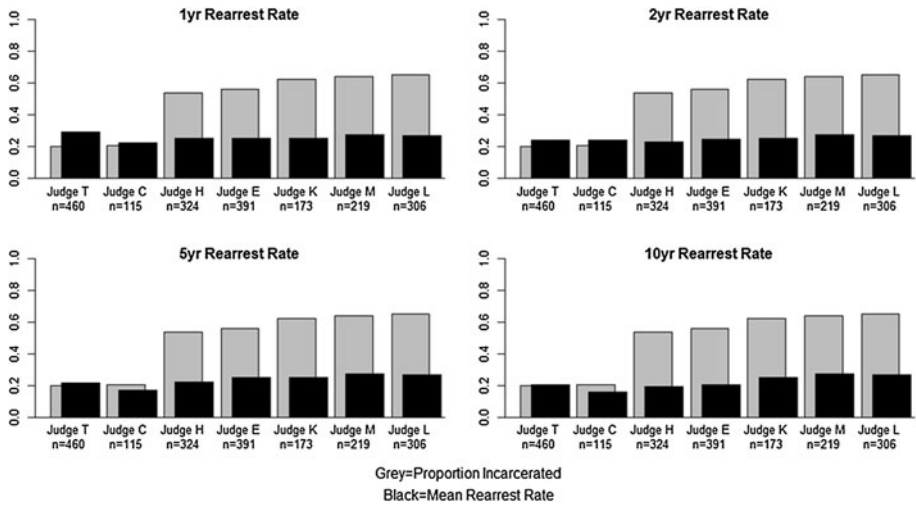 1yr Rearrest Rate
1.0
0.8
0.6
0.4
0.2
0.0
Judge T Judge C Judge H Judge E Judge K Judge M Judge L
n=460 n=115 n=324 n=391 n=173 n=219 n=306
2yr Rearrest Rate
1.0
0.8
0.6
0.4
0.2
0.0
Judge T Judge C Judge H Judge E Judge K Judge M Judge L
n=460 n=115 n=324 n=391 n=173 n=219 n=306
5yr Rearrest Rate
1.0
0.8
0.6
0.4
0.2
0.0
Judge T Judge C Judge H Judge E Judge K Judge M Judge L
n=460 n=115 n=324 n=391 n=173 n=219 n=306
10yr Rearrest Rate
1.0
0.8
0.6
0.4
0.2
0.0
Judge T Judge C Judge H Judge E Judge K Judge M Judge L
n=460 n=115 n=324 n=391 n=173 n=219 n=306
Grey=Proportion Incarcerated
Black=Mean Rearrest Rate